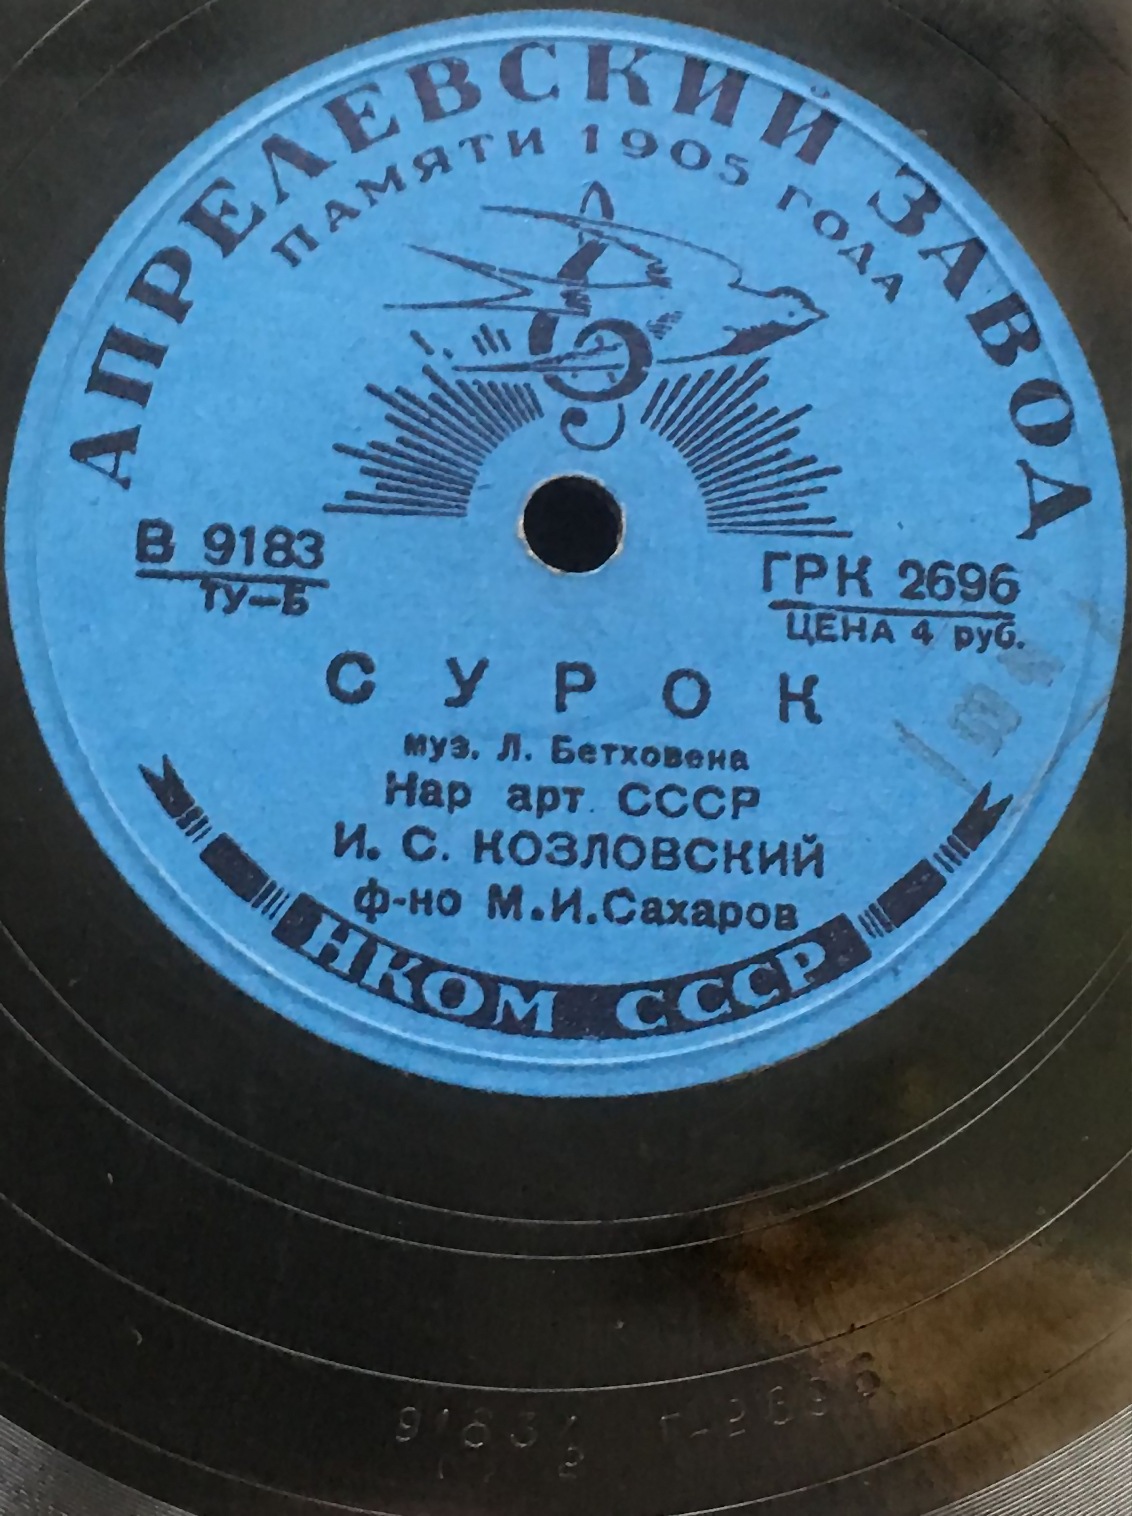 АПРЕЛЕВСКИЙ ЗАВОД
ПАМЯТИ 1905 ГОДА
В 9183
ТУ—Б
ГРК 2696
ЦЕНА 4 руб.
СУРОК
муз. Л. Бетховена
Нар арт. СССР
И. С. КОЗЛОВСКИЙ
ф-но М.И.Сахаров
НКОМ СССР